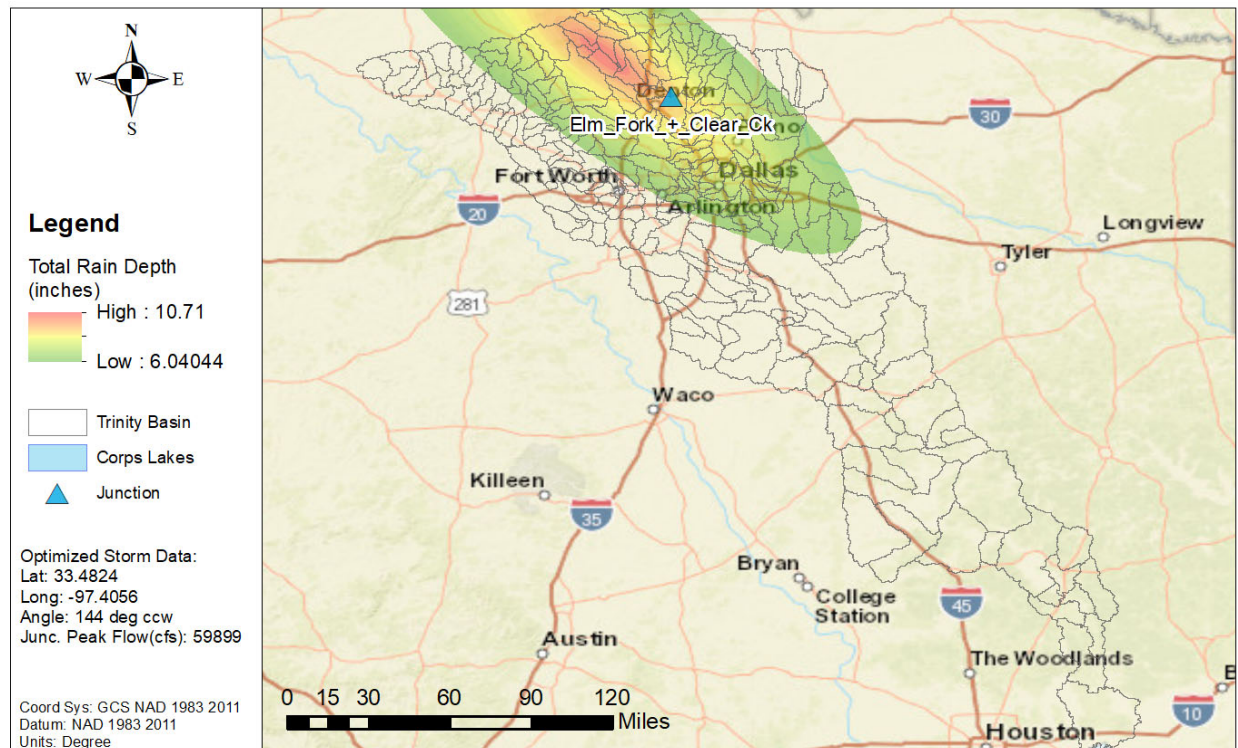 N
W
E
S
Legend
Total Rain Depth
(inches)
High : 10.71
Low : 6.04044
Trinity Basin
Corps Lakes
Junction
Optimized Storm Data:
Lat: 33.4824
Long: -97.4056
Angle: 144 deg ccw
Junc. Peak Flow(cfs): 59899
Coord Sys: GCS NAD 1983 2011
Datum: NAD 1983 2011
Units: Degree
Denton
Elm_Fork_+_Clear_Ck
no
30
Dallas
Fort Worth
20
Arlington
Longview
Tyler
281
Waco
Killeen
35
Bryan
College
Station
45
Austin
The Woodlands
B
10
Houston
0 15 30 60 90 120
Miles